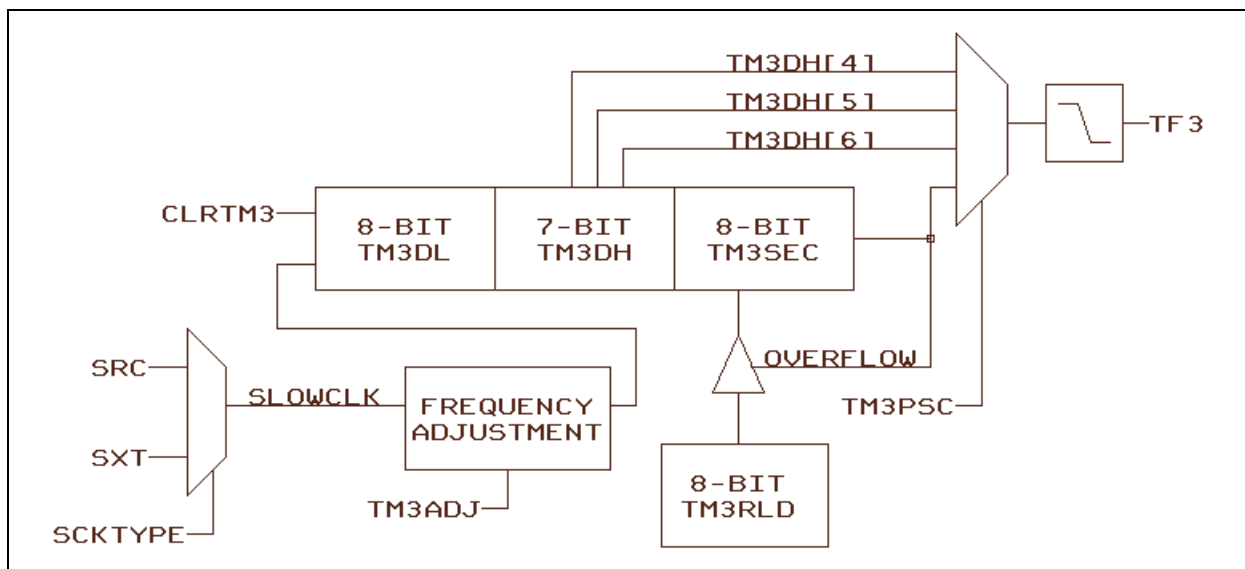 TM3DH[4]
TM3DH[5]
TF3
TM3DH[6]
CLRTM3
8-BIT
TM3DL
7-BIT
TM3DH
8-BIT
TM3SEC
SRC
SLOWCLK
SXT
SCKTYPE
FREQUENCY
ADJUSTMENT
TM3ADJ
OVERFLOW
TM3PSC
8-BIT
TM3RLD